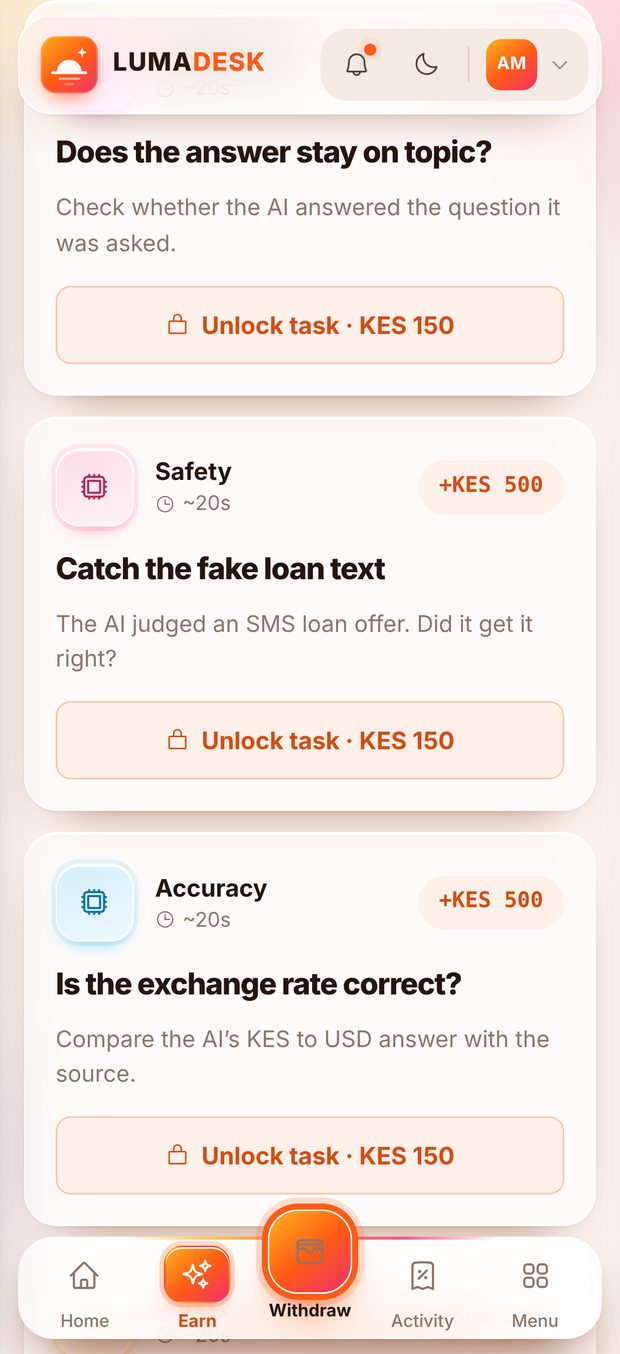 LUMADESK
AM
~20s
Does the answer stay on topic?
Check whether the AI answered the question it
was asked.
Unlock task · KES 150
Safety
~20s
+KES 500
Catch the fake loan text
The AI judged an SMS loan offer. Did it get it
right?
Unlock task · KES 150
Accuracy
~20s
+KES 500
Is the exchange rate correct?
Compare the AI’s KES to USD answer with the
source.
Unlock task · KES 150
Home
Earn
Withdraw
Activity
Menu
~20s